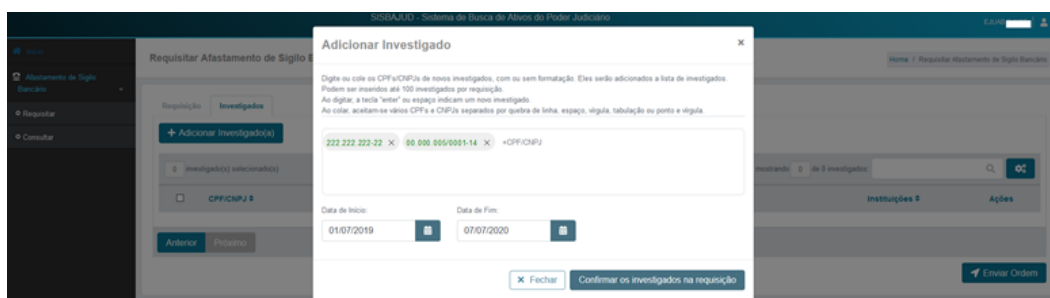 SISBAJUD - Sistema de Busca de Ativos do Poder Judiciário
Início
Afastamento de Sigilo
Bancário
Requisitar
Consultar
Requisitar Afastamento de Sigilo B
Home / Requisitar Afastamento de Sigilo Bancário
Requisição Investigados
+ Adicionar Investigado(a)
0 investigado(s) selecionado(s)
mostrando 0 de 0 investigados
CPF/CNPJ
Instituições Ações
Anterior Próximo
Enviar Ordem
Adicionar Investigado ×
Digite ou cole os CPFs/CNPJs de novos investigados, com ou sem formatação. Eles serão adicionados a lista de investigados.
Podem ser inseridos até 100 investigados por requisição.
Ao digitar, a tecla "enter" ou espaço indicam um novo investigado.
Ao colar, aceitam-se vários CPFs e CNPJs separados por quebra de linha, espaço, vírgula, tabulação ou ponto e vírgula.
222.222.222-22 × 00.000.005/0001-14 × +CPF/CNPJ
Data de Início: Data de Fim:
01/07/2019 07/07/2020
× Fechar Confirmar os investigados na requisição